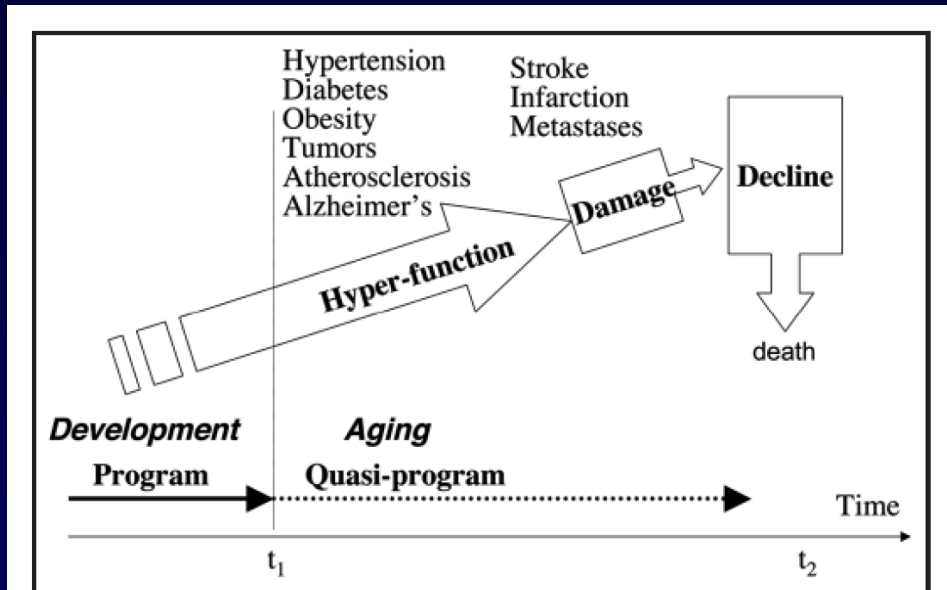 Hypertension
Diabetes
Obesity
Tumors
Atherosclerosis
Alzheimer's
Stroke
Infarction
Metastases
Hyper-function
Damage
Decline
death
Development
Aging
Program
Quasi-program
Time
t₁
t₂